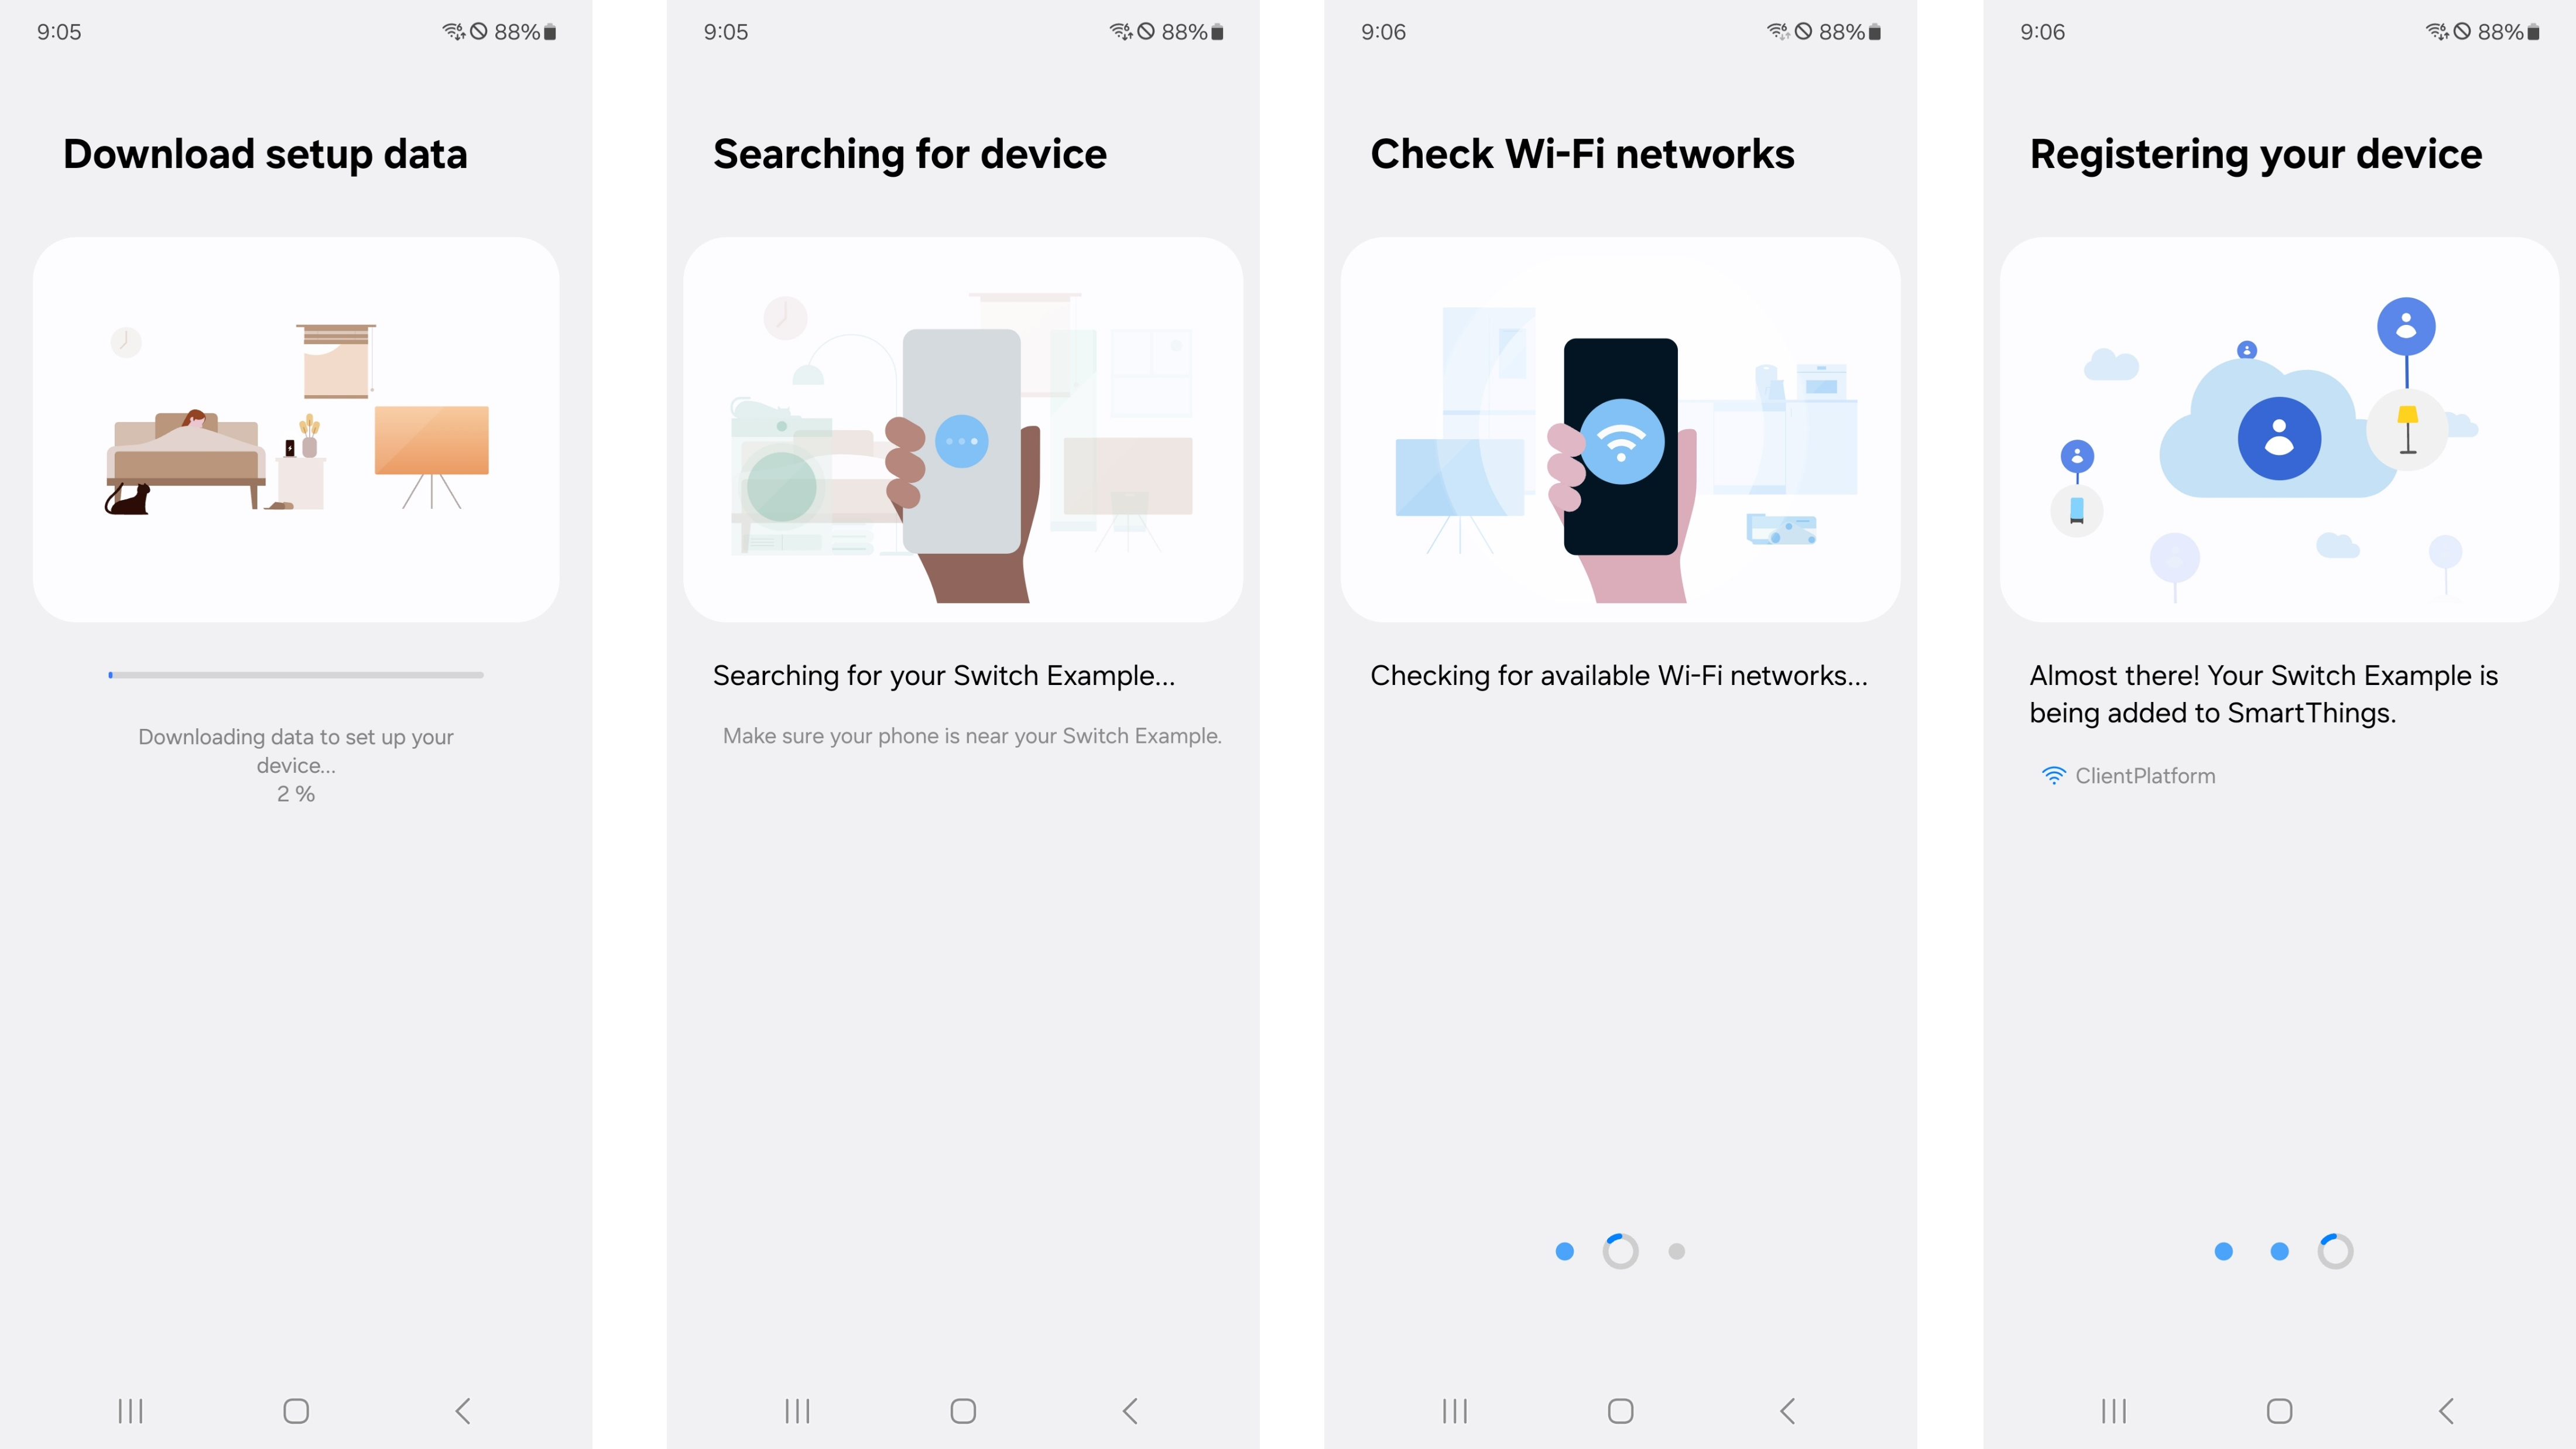 9:05
88%
Download setup data
Downloading data to set up your
device...
2 %
9:05
88%
Searching for device
Searching for your Switch Example...
Make sure your phone is near your Switch Example.
9:06
88%
Check Wi-Fi networks
Checking for available Wi-Fi networks...
9:06
88%
Registering your device
Almost there! Your Switch Example is
being added to SmartThings.
ClientPlatform